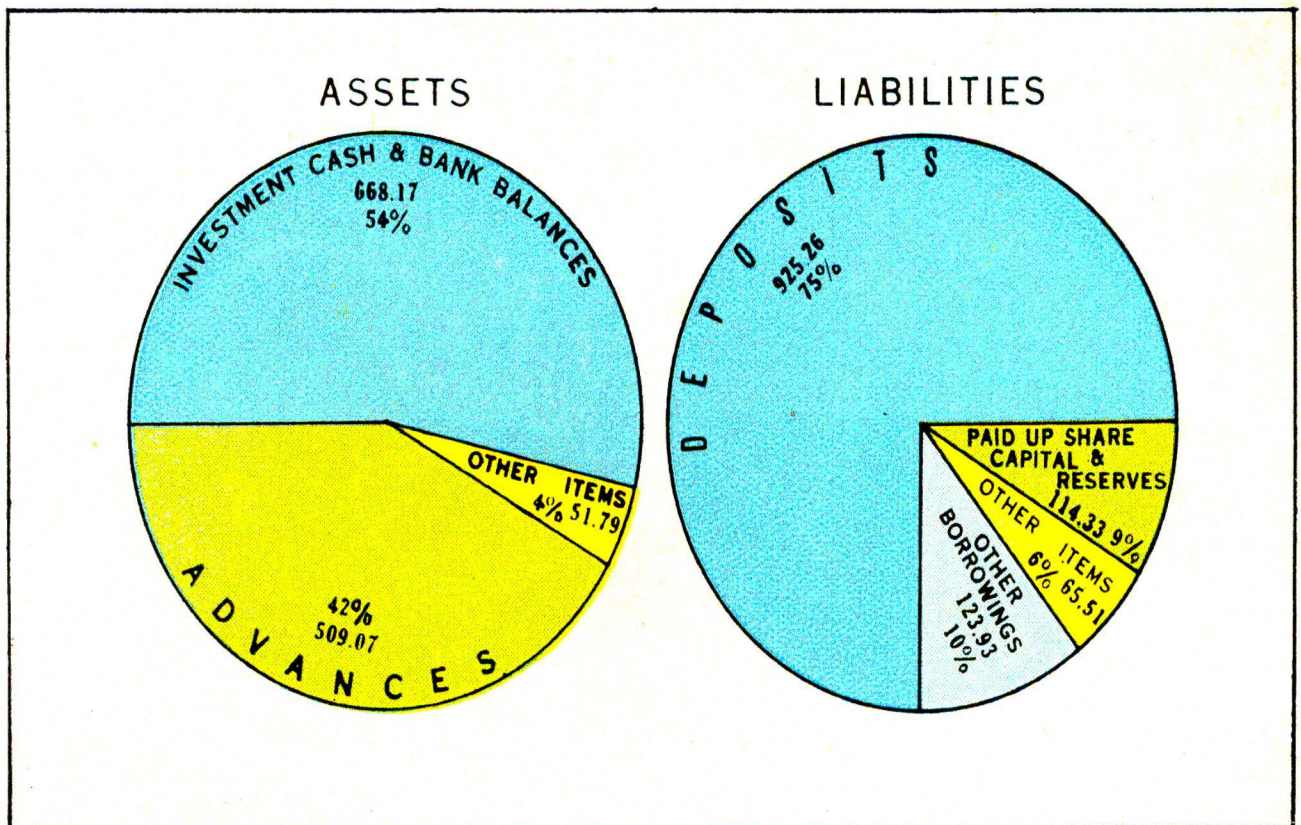 ASSETS
INVESTMENT CASH & BANK BALANCES
668.17
54%
OTHER ITEMS
4% 51.79
42%
509.07
ADVANCES
LIABILITIES
DEPOSITS
925.26
75%
PAID UP SHARE
CAPITAL &
RESERVES
114.33 9%
OTHER ITEMS
6% 65.51
OTHER
BORROWINGS
123.93
10%